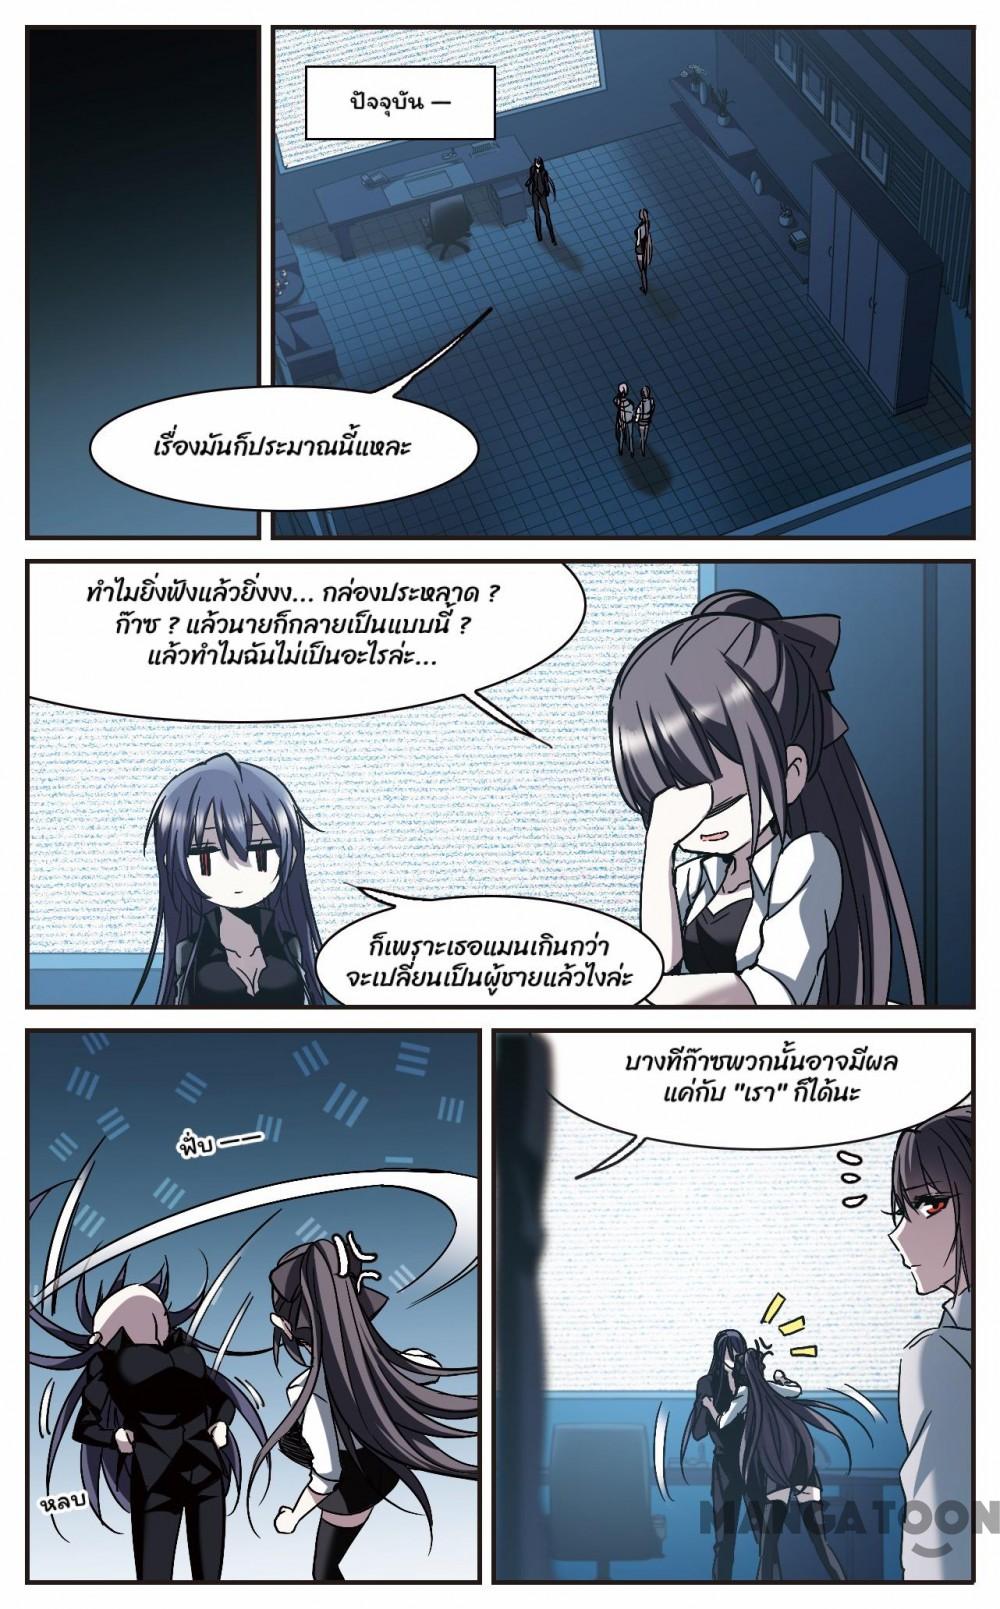 ปัจจุบัน —
เรื่องมันก็ประมาณนี้แหละ
ทำไมยิ่งฟังแล้วยิ่งงง... กล่องประหลาด ?
ก๊าซ ? แล้วนายก็กลายเป็นแบบนี้ ?
แล้วทำไมฉันไม่เป็นอะไรล่ะ...
ก็เพราะเธอแมนเกินกว่า
จะเปลี่ยนเป็นผู้ชายแล้วไงล่ะ
ฟั่บ ——
หลบ
บางทีก๊าซพวกนั้นอาจมีผล
แค่กับ "เรา" ก็ได้นะ
MANGATOON